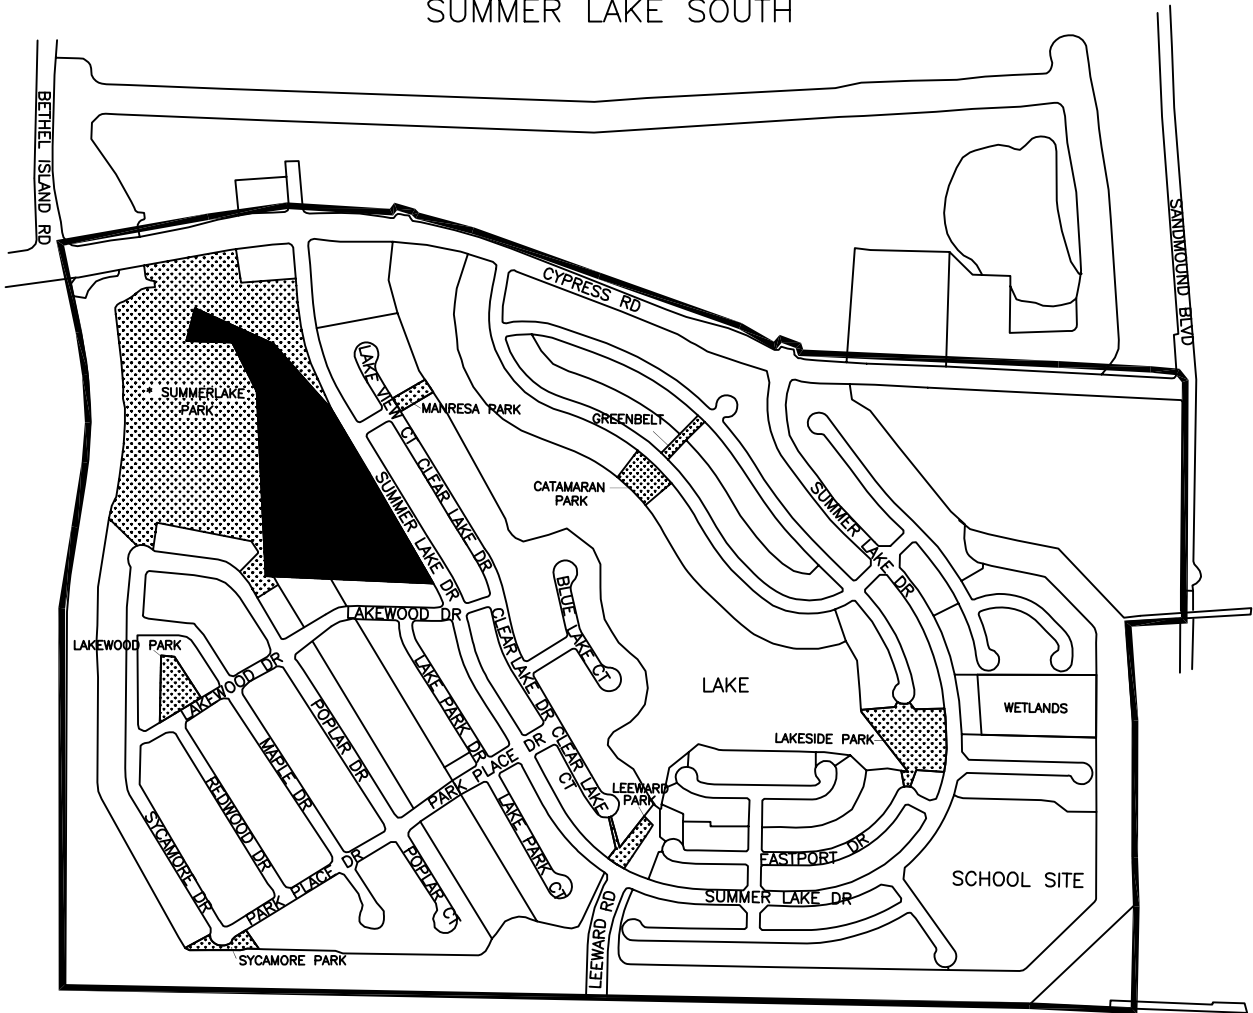 SUMMER LAKE SOUTH
BETHEL ISLAND RD
SANDMOUND BLVD
CYPRESS RD
LAKE VIEW CT
SUMMERLAKE
PARK
MANRESA PARK
GREENBELT
CATAMARAN
PARK
CLEAR LAKE DR
SUMMER LAKE DR
SUMMER LAKE DR
BLUE LAKE CT
LAKEWOOD DR
CLEAR LAKE DR
LAKEWOOD PARK
LAKEWOOD DR
LAKE PARK DR
LAKE
WETLANDS
POPLAR DR
LAKESIDE PARK
MAPLE DR
PARK PLACE DR
CLEAR LAKE
CT
REDWOOD DR
LEEWARD
PARK
LAKE PARK CT
SYCAMORE DR
EASTPORT DR
PARK PLACE DR
POPLAR CT
SCHOOL SITE
SUMMER LAKE DR
LEEWARD RD
SYCAMORE PARK